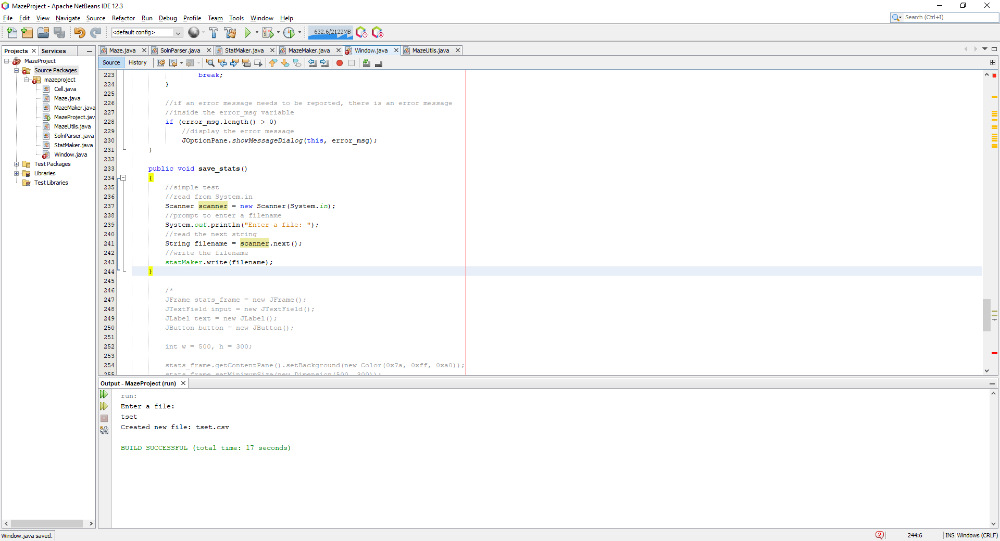 MazeProject - Apache NetBeans IDE 12.3
File Edit View Navigate Source Refactor Run Debug Profile Team Tools Window Help
Search (Ctrl+I)
<default config>
632.6/2122MB
Projects Services
Maze.java SolnParser.java StatMaker.java MazeMaker.java Window.java MazeUtils.java
Source History
MazeProject
Source Packages
mazeproject
Cell.java
Maze.java
MazeMaker.java
MazeProject.jav
MazeUtils.java
SolnParser.java
StatMaker.java
Window.java
Test Packages
Libraries
Test Libraries
223 break;
224 }
225
226 //if an error message needs to be reported, there is an error message
227 //inside the error_msg variable
228 if (error_msg.length() > 0)
229 //display the error message
230 JOptionPane.showMessageDialog(this, error_msg);
231 }
232
233 public void save_stats()
234 {
235 //simple test
236 //read from System.in
237 Scanner scanner = new Scanner(System.in);
238 //prompt to enter a filename
239 System.out.println("Enter a file: ");
240 //read the next string
241 String filename = scanner.next();
242 //write the filename
243 statMaker.write(filename);
244 }
245
246 /*
247 JFrame stats_frame = new JFrame();
248 JTextField input = new JTextField();
249 JLabel text = new JLabel();
250 JButton button = new JButton();
251
252 int w = 500, h = 300;
253
254 stats_frame.getContentPane().setBackground(new Color(0x7a, 0xff, 0xa0));
255 stats_frame.setMinimumSize(new Dimension(500, 300));
Output - MazeProject (run)
run:
Enter a file:
tset
Created new file: tset.csv
BUILD SUCCESSFUL (total time: 17 seconds)
Window.java saved.
2
244:6
INS
Windows (CRLF)